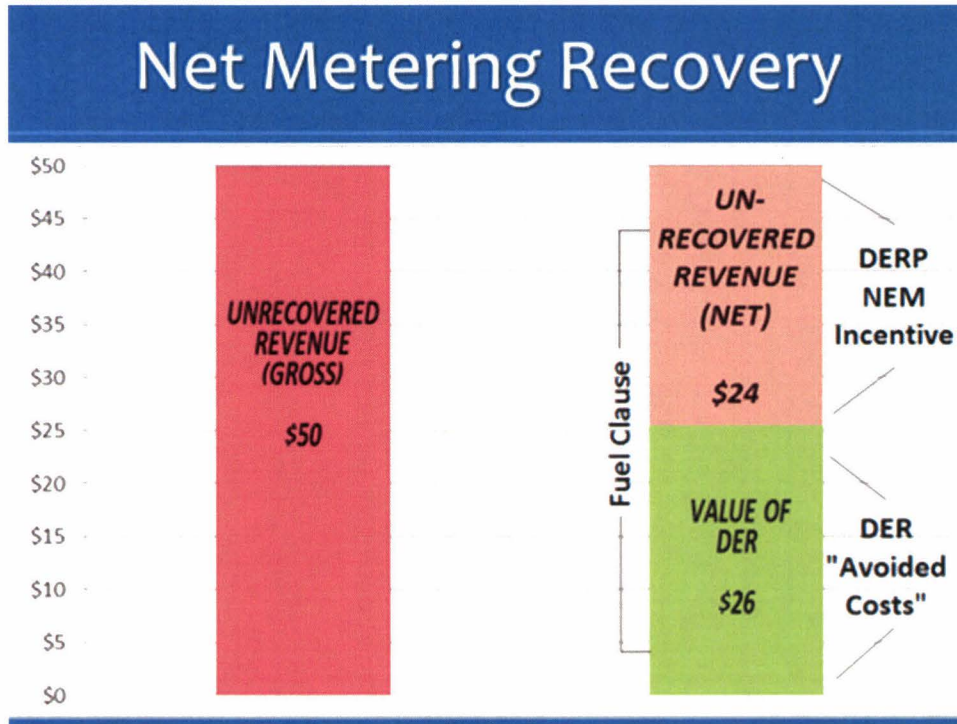 Net Metering Recovery
$50
$45
$40
$35
$30
$25
$20
$15
$10
$5
$0
UNRECOVERED
REVENUE
(GROSS)
$50
Fuel Clause
UN-
RECOVERED
REVENUE
(NET)
$24
VALUE OF
DER
$26
DERP
NEM
Incentive
DER
"Avoided
Costs"